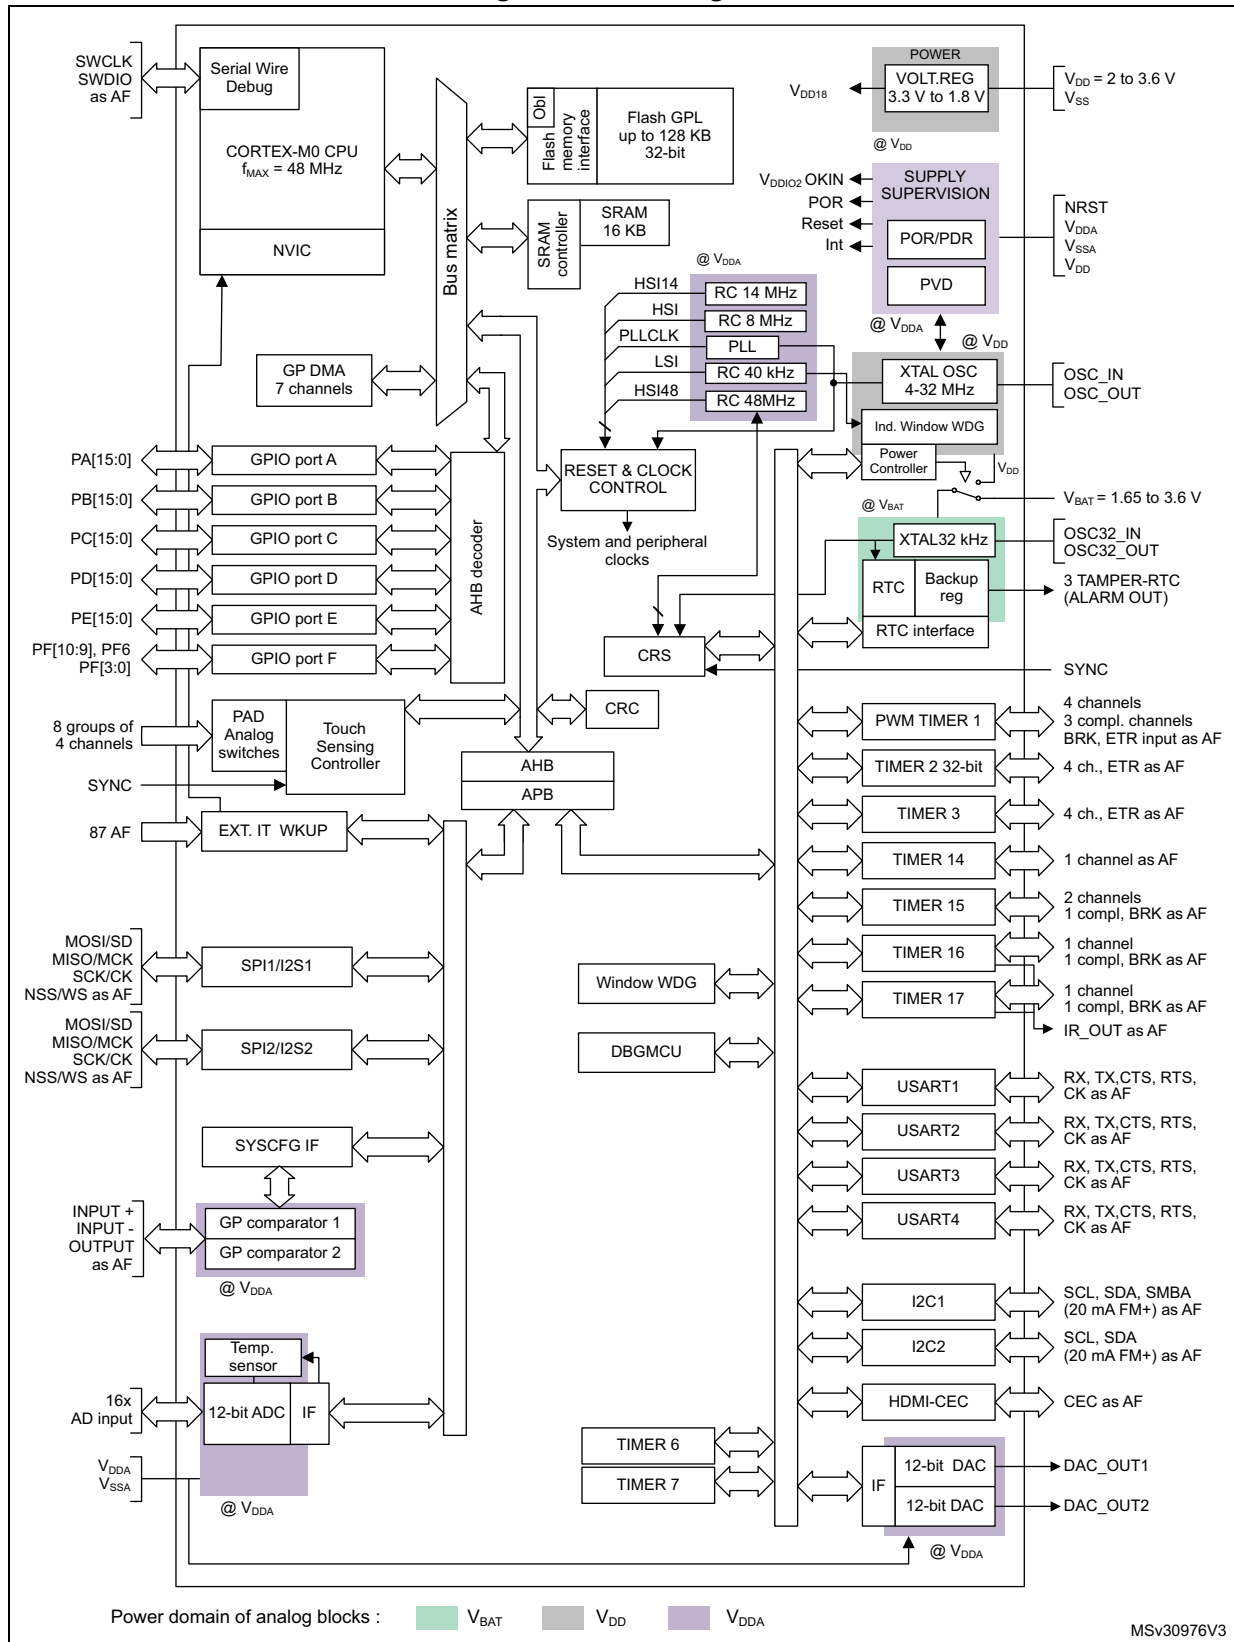 SWCLK
SWDIO
as AF
Serial Wire
Debug
CORTEX-M0 CPU
fMAX = 48 MHz
NVIC
Bus matrix
Obl
Flash
memory
interface
Flash GPL
up to 128 KB
32-bit
SRAM
controller
SRAM
16 KB
POWER
VOLT.REG
3.3 V to 1.8 V
VDD18
VDD = 2 to 3.6 V
VSS
@ VDD
SUPPLY
SUPERVISION
VDDIO2 OKIN
POR
Reset
Int
POR/PDR
PVD
NRST
VDDA
VSSA
VDD
@ VDDA
@ VDDA
@ VDD
HSI14
HSI
PLLCLK
LSI
HSI48
RC 14 MHz
RC 8 MHz
PLL
RC 40 kHz
RC 48MHz
XTAL OSC
4-32 MHz
OSC_IN
OSC_OUT
Ind. Window WDG
Power
Controller
VDD
@ VBAT
VBAT = 1.65 to 3.6 V
GP DMA
7 channels
PA[15:0]
GPIO port A
PB[15:0]
GPIO port B
PC[15:0]
GPIO port C
PD[15:0]
GPIO port D
PE[15:0]
GPIO port E
PF[10:9], PF6
PF[3:0]
GPIO port F
AHB decoder
RESET & CLOCK
CONTROL
System and peripheral
clocks
XTAL32 kHz
OSC32_IN
OSC32_OUT
RTC
Backup
reg
3 TAMPER-RTC
(ALARM OUT)
RTC interface
CRS
SYNC
8 groups of
4 channels
PAD
Analog
switches
Touch
Sensing
Controller
SYNC
CRC
AHB
APB
87 AF
EXT. IT WKUP
PWM TIMER 1
4 channels
3 compl. channels
BRK, ETR input as AF
TIMER 2 32-bit
4 ch., ETR as AF
TIMER 3
4 ch., ETR as AF
TIMER 14
1 channel as AF
TIMER 15
2 channels
1 compl, BRK as AF
TIMER 16
1 channel
1 compl, BRK as AF
TIMER 17
1 channel
1 compl, BRK as AF
IR_OUT as AF
MOSI/SD
MISO/MCK
SCK/CK
NSS/WS as AF
SPI1/I2S1
MOSI/SD
MISO/MCK
SCK/CK
NSS/WS as AF
SPI2/I2S2
Window WDG
DBGMCU
USART1
RX, TX,CTS, RTS,
CK as AF
USART2
RX, TX,CTS, RTS,
CK as AF
USART3
RX, TX,CTS, RTS,
CK as AF
USART4
RX, TX,CTS, RTS,
CK as AF
SYSCFG IF
INPUT +
INPUT -
OUTPUT
as AF
GP comparator 1
GP comparator 2
@ VDDA
I2C1
SCL, SDA, SMBA
(20 mA FM+) as AF
I2C2
SCL, SDA
(20 mA FM+) as AF
HDMI-CEC
CEC as AF
Temp.
sensor
16x
AD input
12-bit ADC
IF
VDDA
VSSA
@ VDDA
TIMER 6
TIMER 7
IF
12-bit DAC
DAC_OUT1
12-bit DAC
DAC_OUT2
@ VDDA
Power domain of analog blocks :
VBAT
VDD
VDDA
MSv30976V3